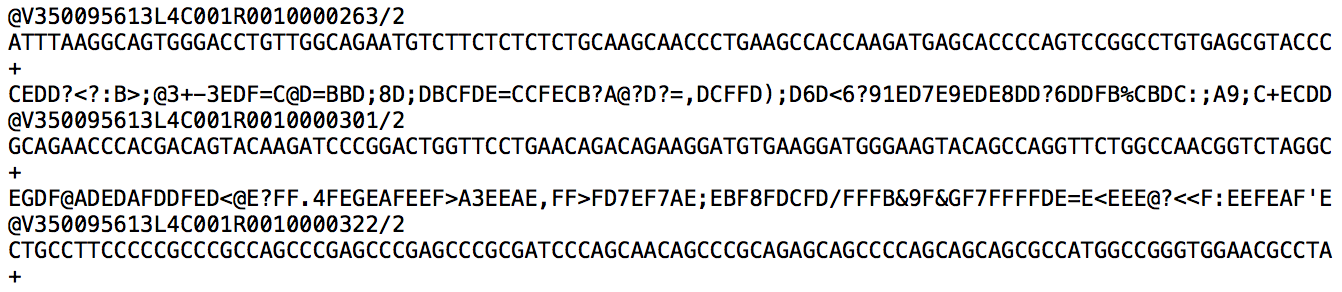 @V350095613L4C001R0010000263/2
ATTTAAGGCAGTGGGACCTGTTGGCAGAATGTCTTCTCTCTCTGCAAGCAACCCTGAAGCCACCAAGATGAGCACCCCAGTCCGGCCTGTGAGCGTACCC
+
CEDD?<?:B>;@3+-3EDF=C@D=BBD;8D;DBCFDE=CCFECB?A@?D?=,DCFFD);D6D<6?91ED7E9EDE8DD?6DDFB%CBDC:;A9;C+ECDD
@V350095613L4C001R0010000301/2
GCAGAACCCACGACAGTACAAGATCCCGGACTGGTTCCTGAACAGACAGAAGGATGTGAAGGATGGGAAGTACAGCCAGGTTCTGGCCAACGGTCTAGGC
+
EGDF@ADEDAFDDFED<@E?FF.4FEGEAFEEF>A3EEAE,FF>FD7EF7AE;EBF8FDCFD/FFFB&9F&GF7FFFFDE=E<EEE@?<<F:EEFEAF'E
@V350095613L4C001R0010000322/2
CTGCCTTCCCCCGCCCGCCAGCCCGAGCCCGAGCCCGCGATCCCAGCAACAGCCCGCAGAGCAGCCCCAGCAGCAGCGCCATGGCCGGGTGGAACGCCTA
+